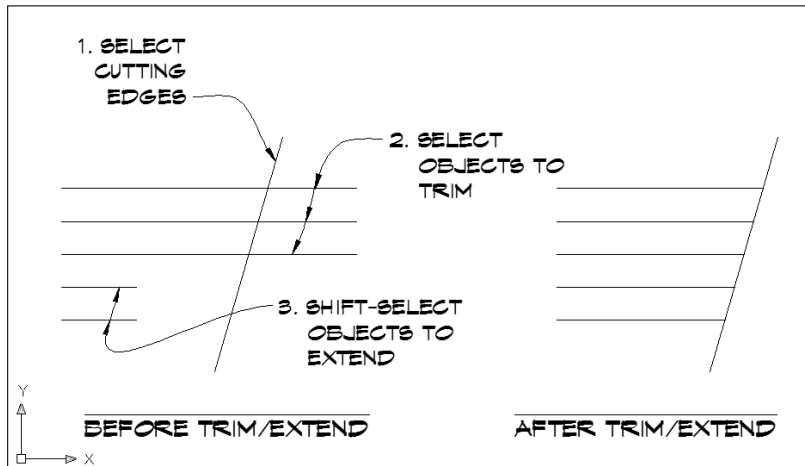 1. SELECT
CUTTING
EDGES
2. SELECT
OBJECTS TO
TRIM
3. SHIFT-SELECT
OBJECTS TO
EXTEND
Y
X
BEFORE TRIM/EXTEND
AFTER TRIM/EXTEND